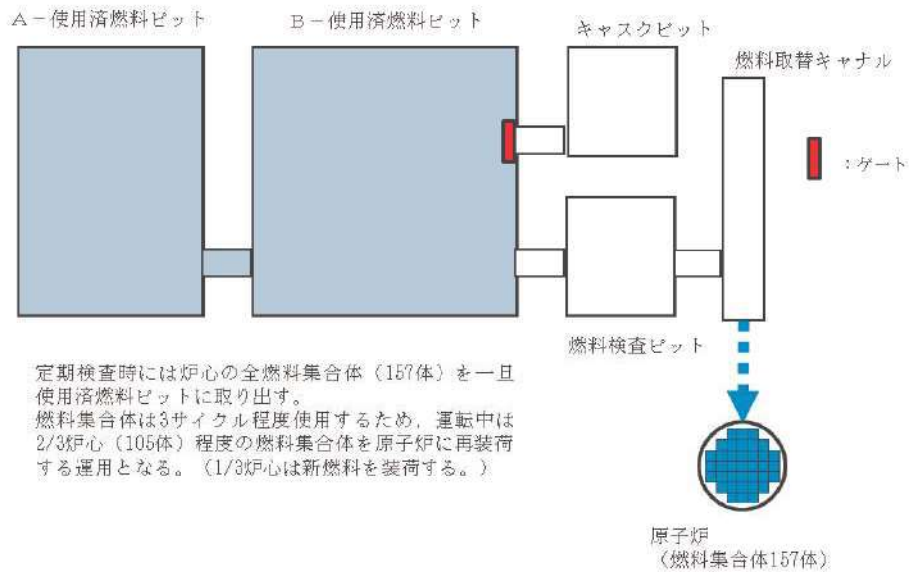 A－使用済燃料ピット
B－使用済燃料ピット
キャスクピット
燃料取替キャナル
：ゲート
燃料検査ピット
定期検査時には炉心の全燃料集合体（157体）を一旦
使用済燃料ピットに取り出す。
燃料集合体は3サイクル程度使用するため，運転中は
2/3炉心（105体）程度の燃料集合体を原子炉に再装荷
する運用となる。（1/3炉心は新燃料を装荷する。）
原子炉
（燃料集合体157体）